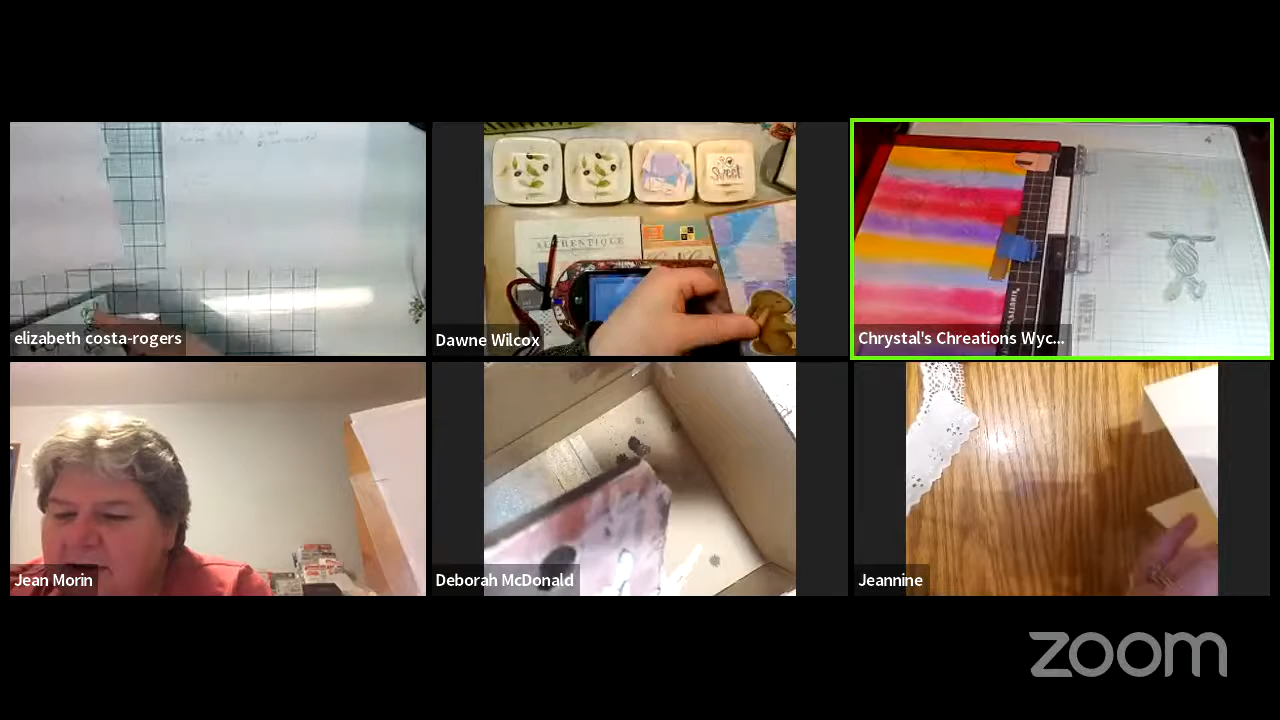 elizabeth costa-rogers
Sweet
AUTHENTIQUE
Dawne Wilcox
Chrystal's Chreations Wyc...
Jean Morin
Deborah McDonald
Jeannine
zoom